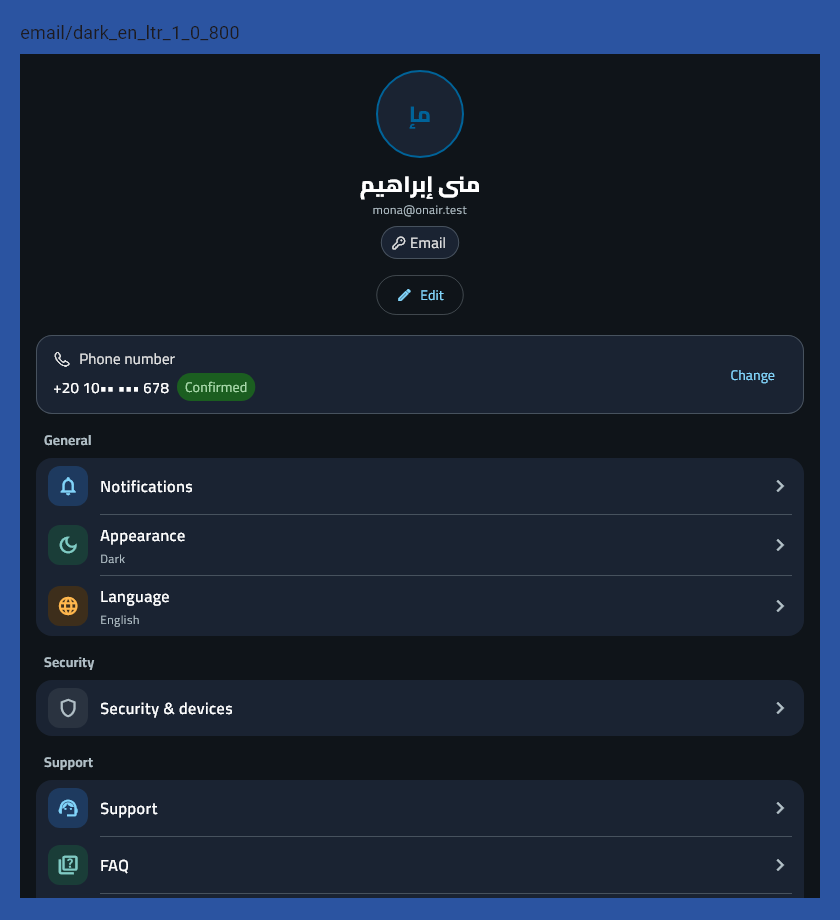 email/dark_en_ltr_1_0_800
مإ
منى إبراهيم
mona@onair.test
Email
Edit
Phone number
+20 10•• ••• 678 Confirmed
Change
General
Notifications
Appearance
Dark
Language
English
Security
Security & devices
Support
Support
FAQ